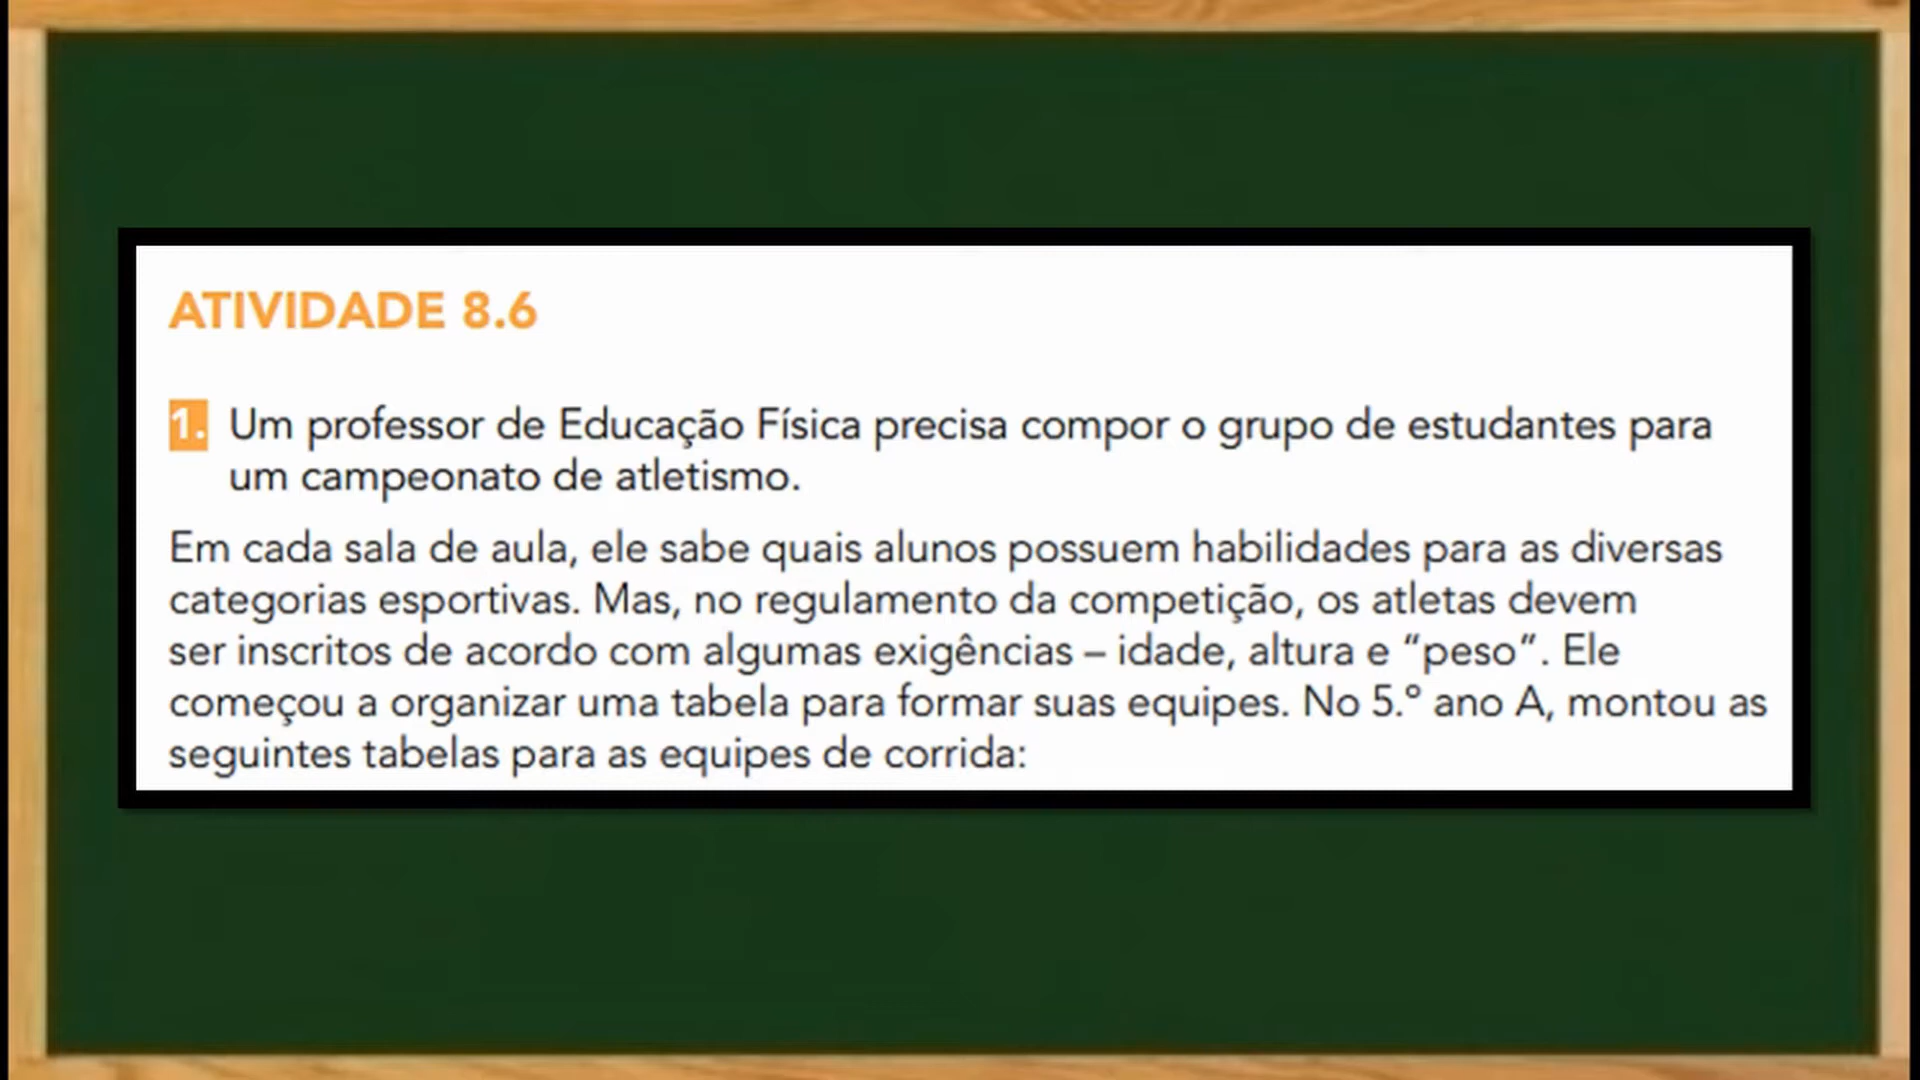 ATIVIDADE 8.6
1. Um professor de Educação Física precisa compor o grupo de estudantes para
um campeonato de atletismo.
Em cada sala de aula, ele sabe quais alunos possuem habilidades para as diversas
categorias esportivas. Mas, no regulamento da competição, os atletas devem
ser inscritos de acordo com algumas exigências – idade, altura e “peso”. Ele
começou a organizar uma tabela para formar suas equipes. No 5.º ano A, montou as
seguintes tabelas para as equipes de corrida: